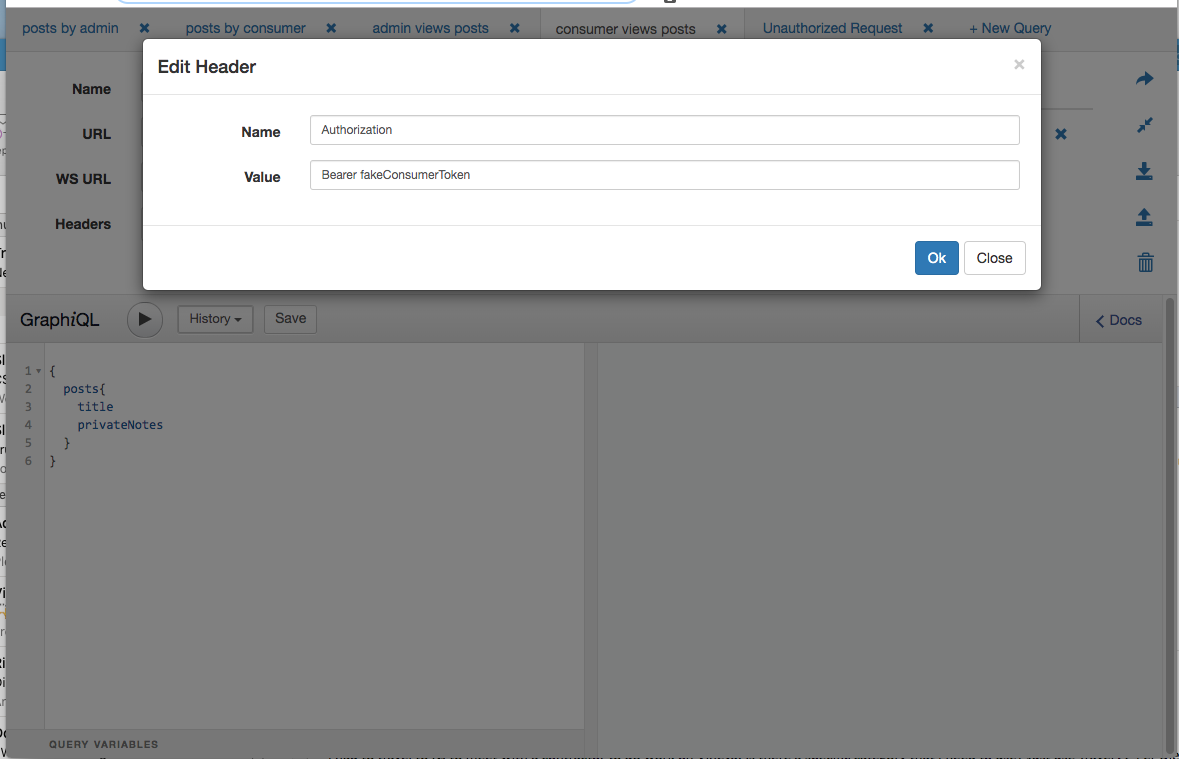 posts by admin ✖ posts by consumer ✖ admin views posts ✖ consumer views posts ✖ Unauthorized Request ✖ + New Query
Edit Header ×
Name
Authorization
Value
Bearer fakeConsumerToken
Ok Close
Name
URL
WS URL
Headers
GraphiQL History Save Docs
1 {
2 posts{
3 title
4 privateNotes
5 }
6 }
QUERY VARIABLES